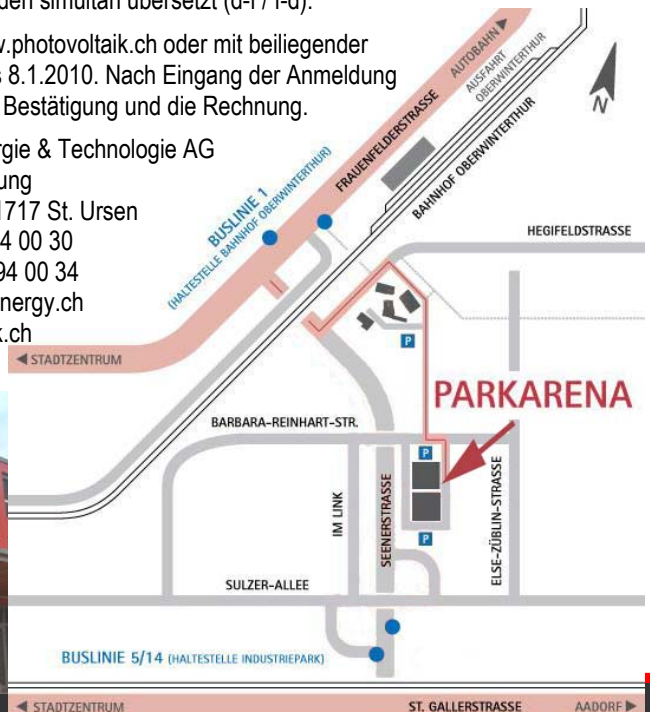 den simultan übersetzt (d-f / f-d).
w.photovoltaik.ch oder mit beiliegender
s 8.1.2010. Nach Eingang der Anmeldung
Bestätigung und die Rechnung.
rgie & Technologie AG
ung
1717 St. Ursen
4 00 30
94 00 34
nergy.ch
k.ch
AUTOBAHN ▶
AUSFAHRT
OBERWINTERTHUR
N
FRAUENFELDERSTRASSE
BAHNHOF OBERWINTERTHUR
BUSLINIE 1
(HALTESTELLE BAHNHOF OBERWINTERTHUR)
HEGIFELDSTRASSE
P
◀ STADTZENTRUM
PARKARENA
BARBARA-REINHART-STR.
P
IM LINK
SEENERSTRASSE
ELSE-ZÜBLIN-STRASSE
P
SULZER-ALLEE
BUSLINIE 5/14 (HALTESTELLE INDUSTRIEPARK)
◀ STADTZENTRUM
ST. GALLERSTRASSE
AADORF ▶